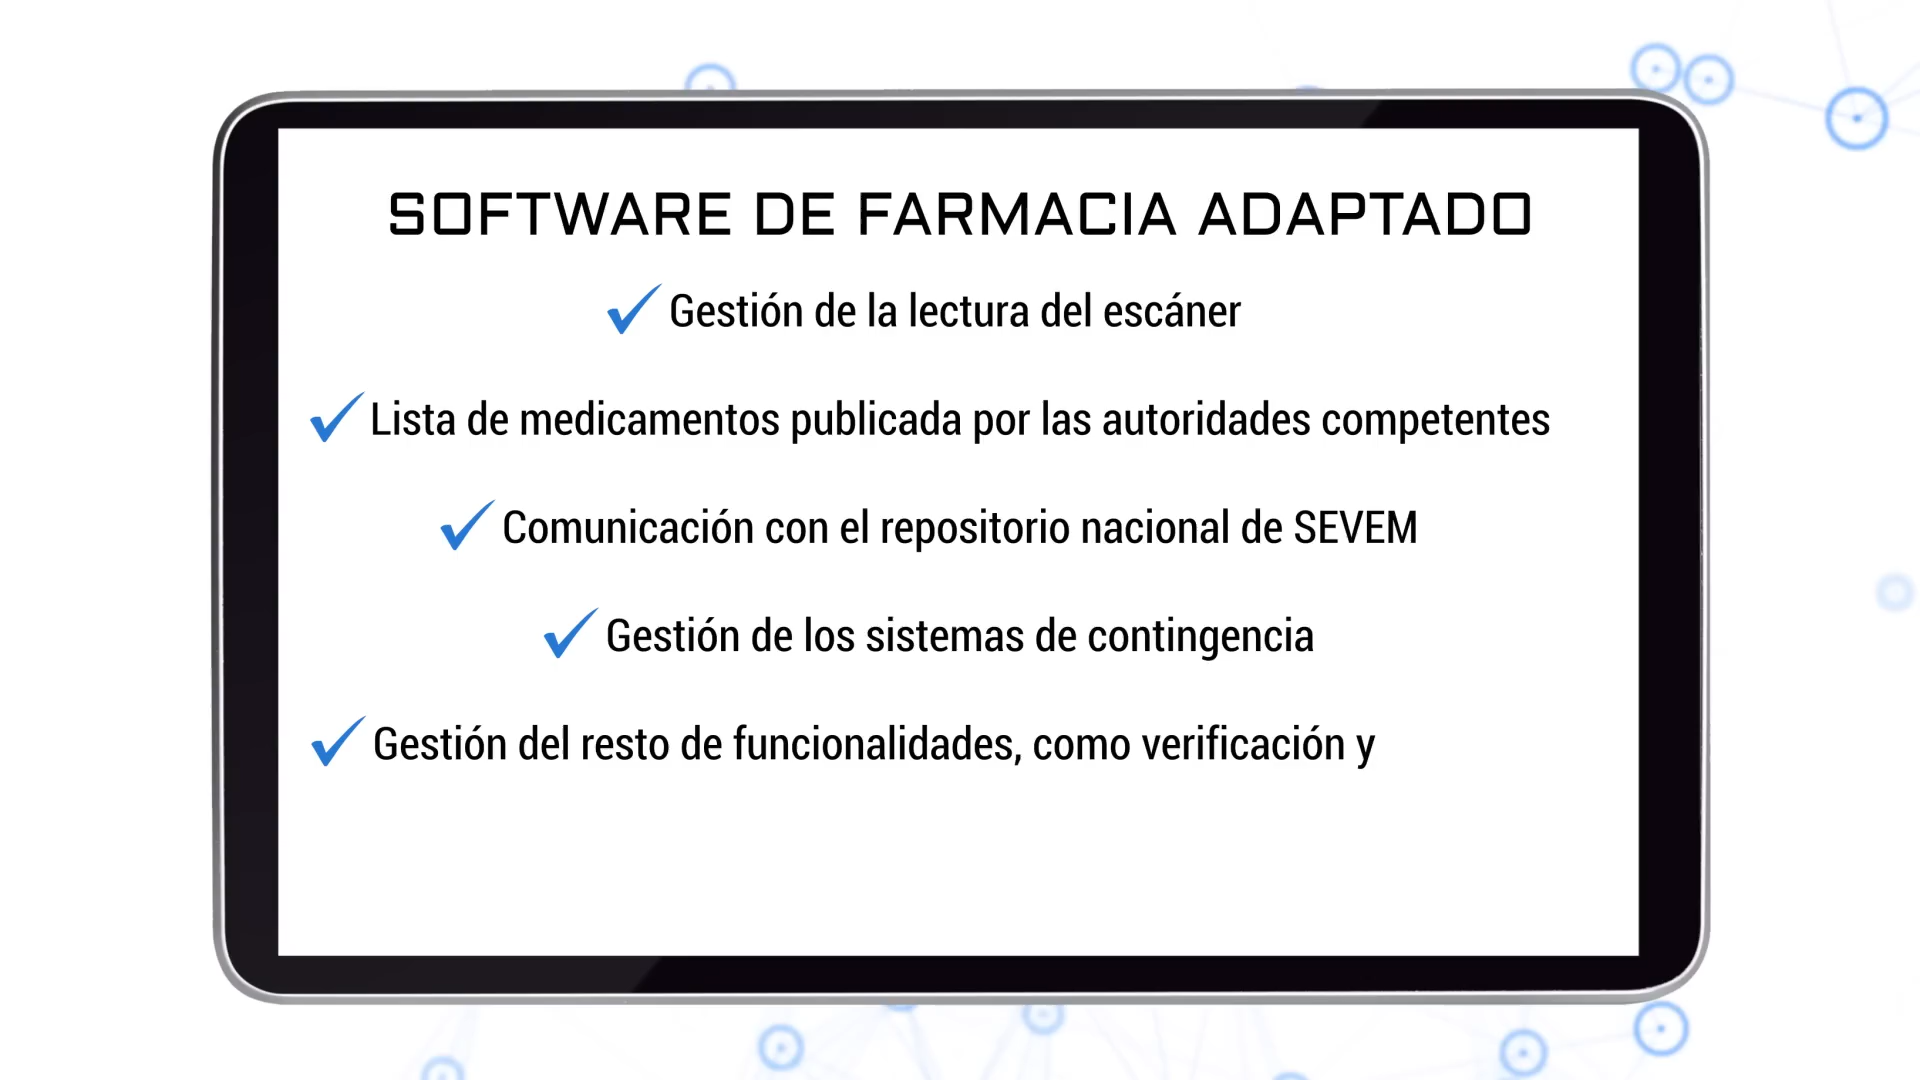 SOFTWARE DE FARMACIA ADAPTADO
Gestión de la lectura del escáner
Lista de medicamentos publicada por las autoridades competentes
Comunicación con el repositorio nacional de SEVEM
Gestión de los sistemas de contingencia
Gestión del resto de funcionalidades, como verificación y